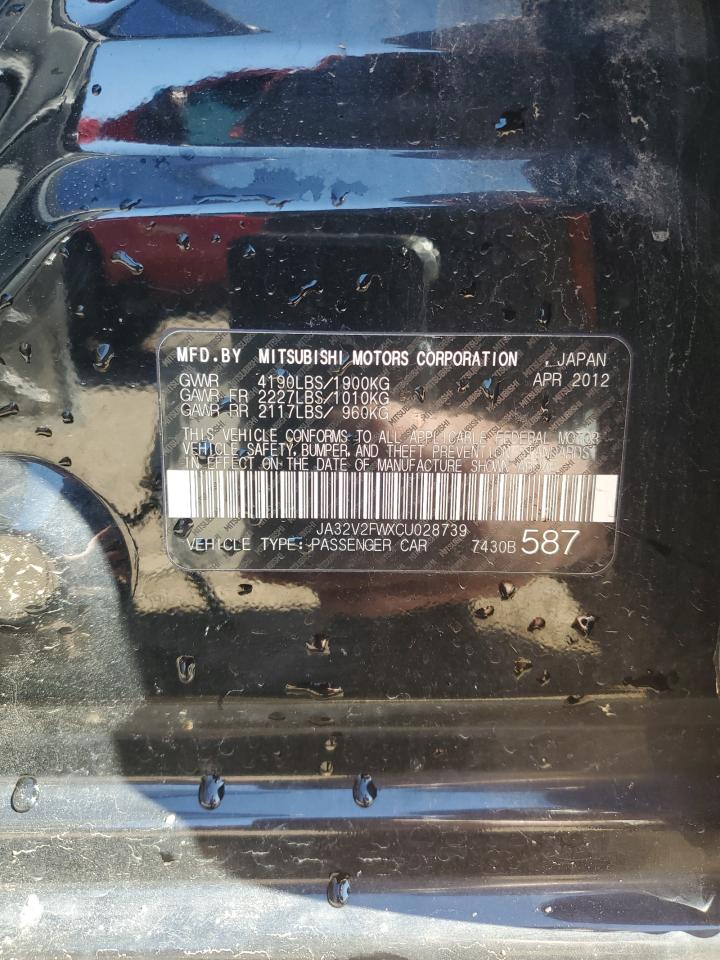 MFD.BY MITSUBISHI MOTORS CORPORATION , JAPAN
GVWR 4190LBS/1900KG APR 2012
GAWR FR 2227LBS/1010KG
GAWR RR 2117LBS/ 960KG
THIS VEHICLE CONFORMS TO ALL APPLICABLE FEDERAL MOTOR
VEHICLE SAFETY, BUMPER, AND THEFT PREVENTION STANDARDS
IN EFFECT ON THE DATE OF MANUFACTURE SHOWN ABOVE.
JA32V2FWXCU028739
VEHICLE TYPE:PASSENGER CAR 7430B 587